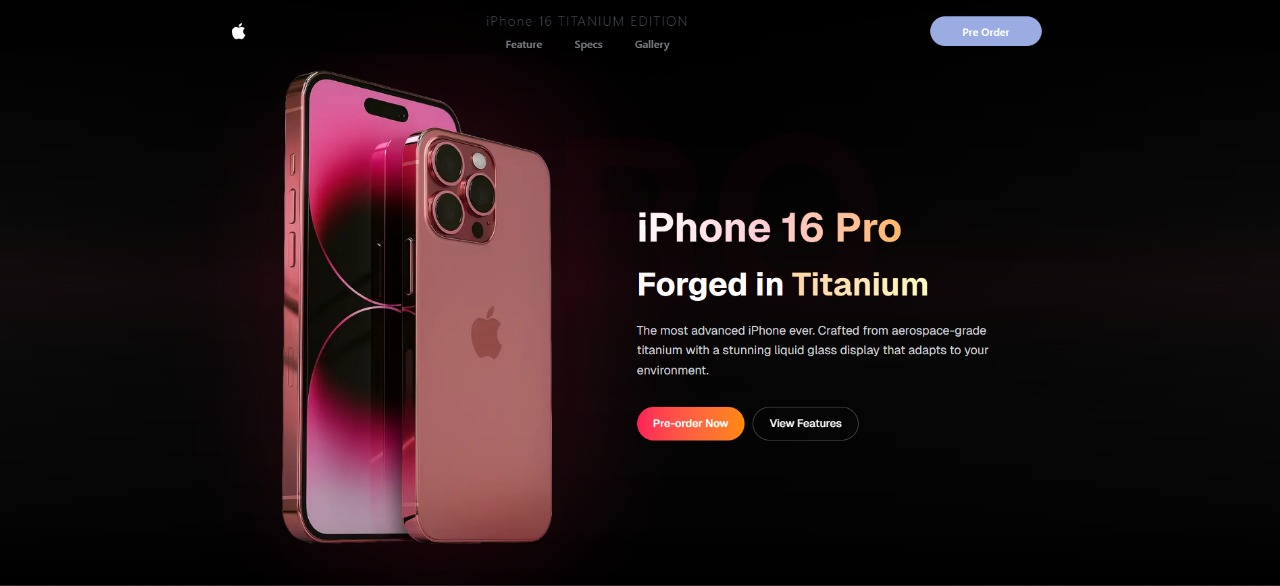 iPhone 16 TITANIUM EDITION
Feature Specs Gallery
Pre Order
PRO
iPhone 16 Pro
Forged in Titanium
The most advanced iPhone ever. Crafted from aerospace-grade
titanium with a stunning liquid glass display that adapts to your
environment.
Pre-order Now
View Features